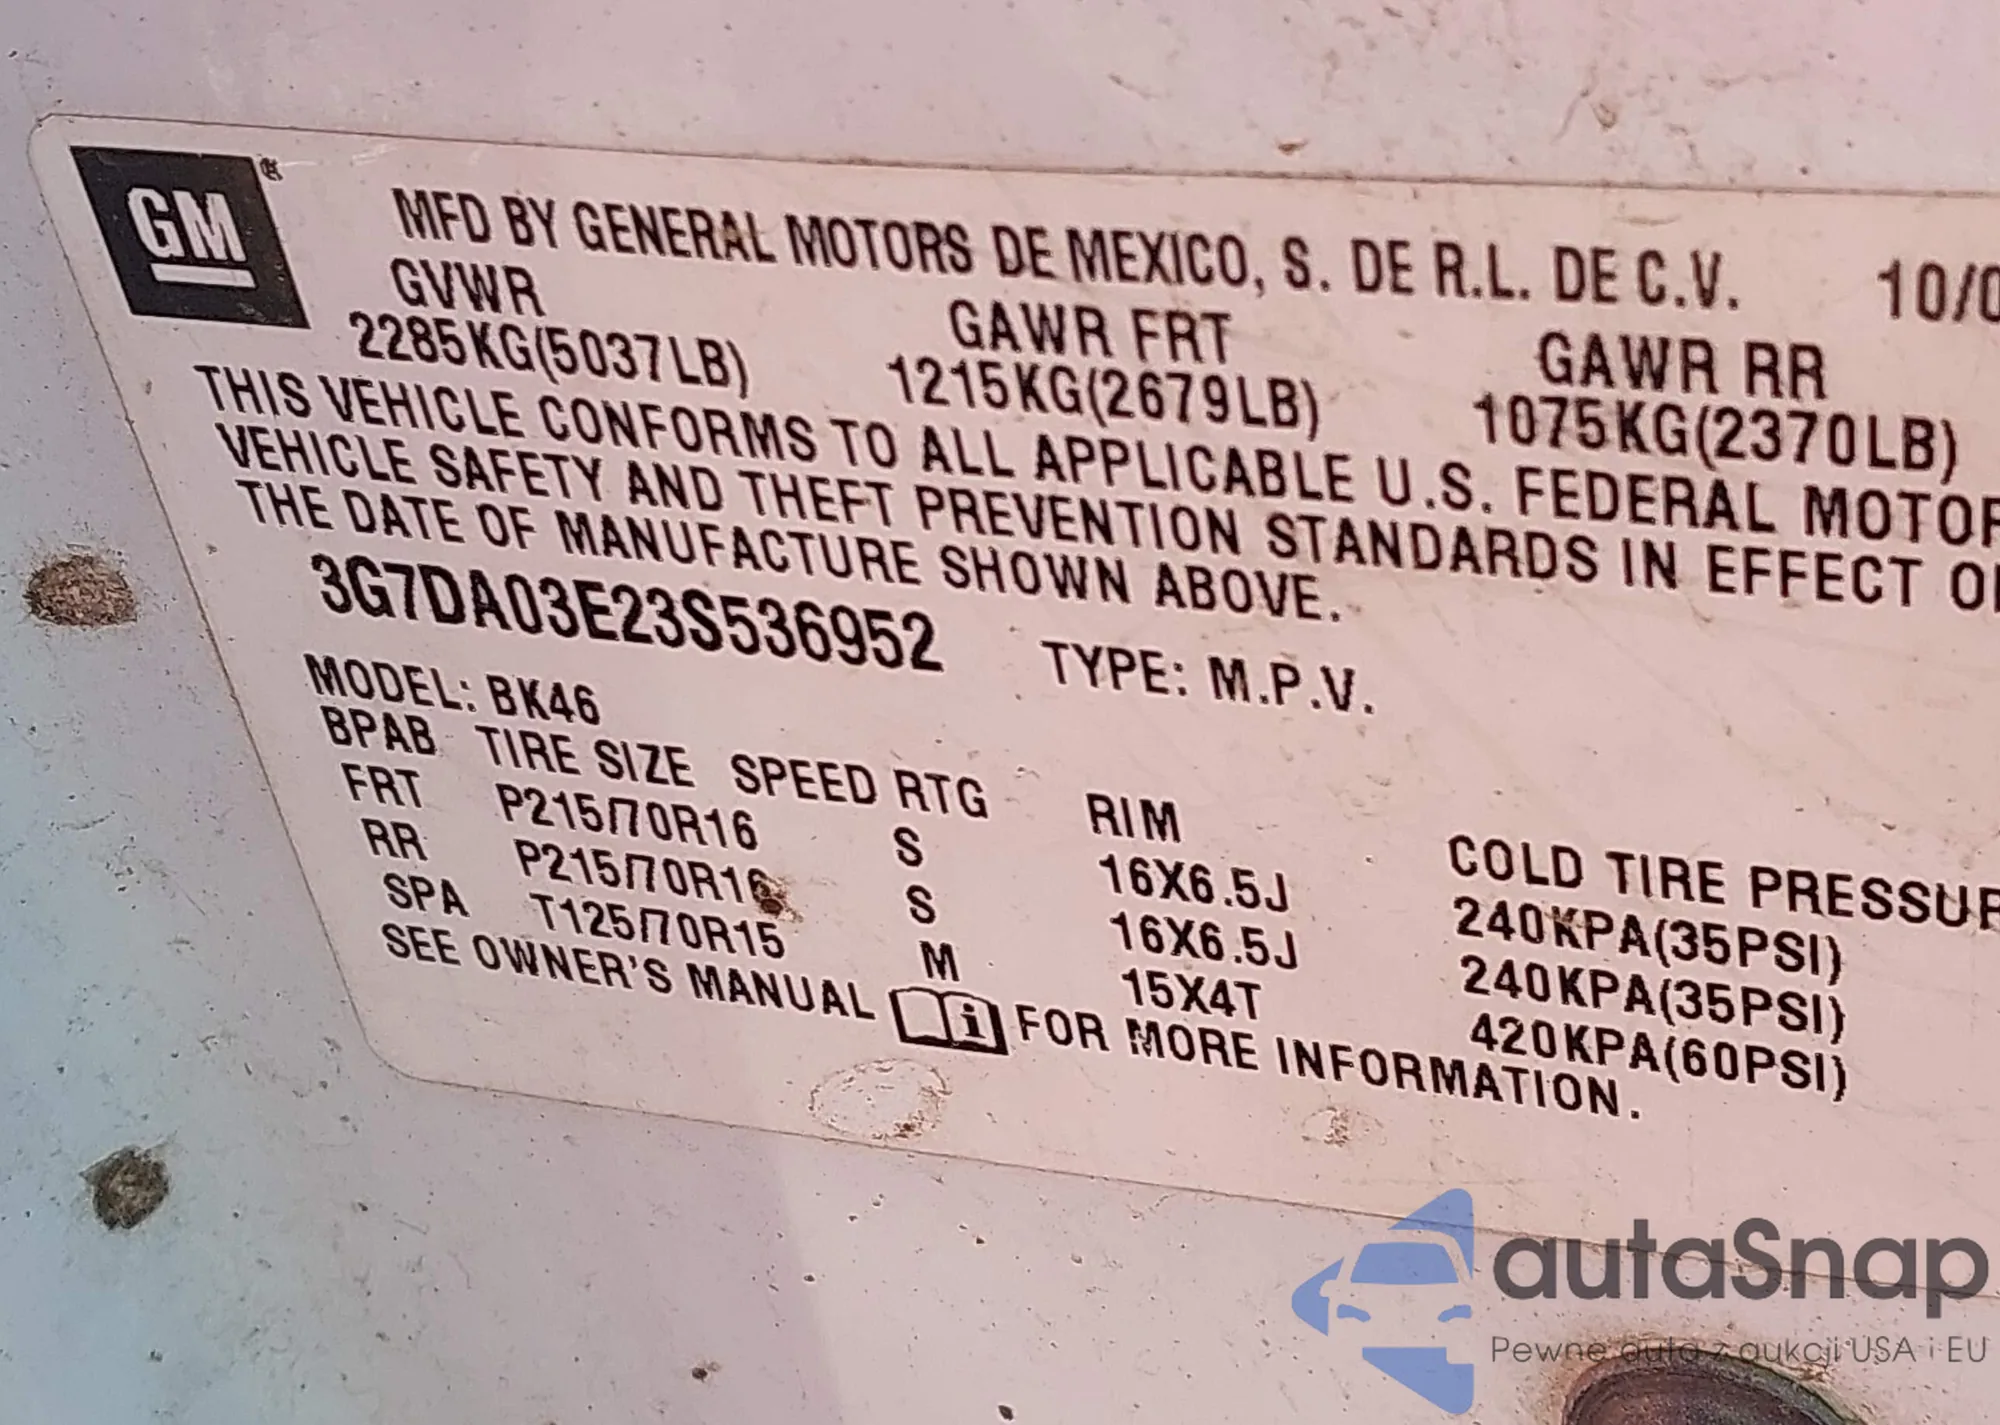 GM ®
MFD BY GENERAL MOTORS DE MEXICO, S. DE R.L. DE C.V. 10/0
GVWR GAWR FRT GAWR RR
2285KG(5037LB) 1215KG(2679LB) 1075KG(2370LB)
THIS VEHICLE CONFORMS TO ALL APPLICABLE U.S. FEDERAL MOTOR
VEHICLE SAFETY AND THEFT PREVENTION STANDARDS IN EFFECT ON
THE DATE OF MANUFACTURE SHOWN ABOVE.
3G7DA03E23S536952 TYPE: M.P.V.
MODEL: BK46
BPAB TIRE SIZE SPEED RTG RIM COLD TIRE PRESSUR
FRT P215/70R16 S 16X6.5J 240KPA(35PSI)
RR P215/70R16 S 16X6.5J 240KPA(35PSI)
SPA T125/70R15 M 15X4T 420KPA(60PSI)
SEE OWNER'S MANUAL FOR MORE INFORMATION.
autaSnap
Pewne auta z aukcji USA i EU